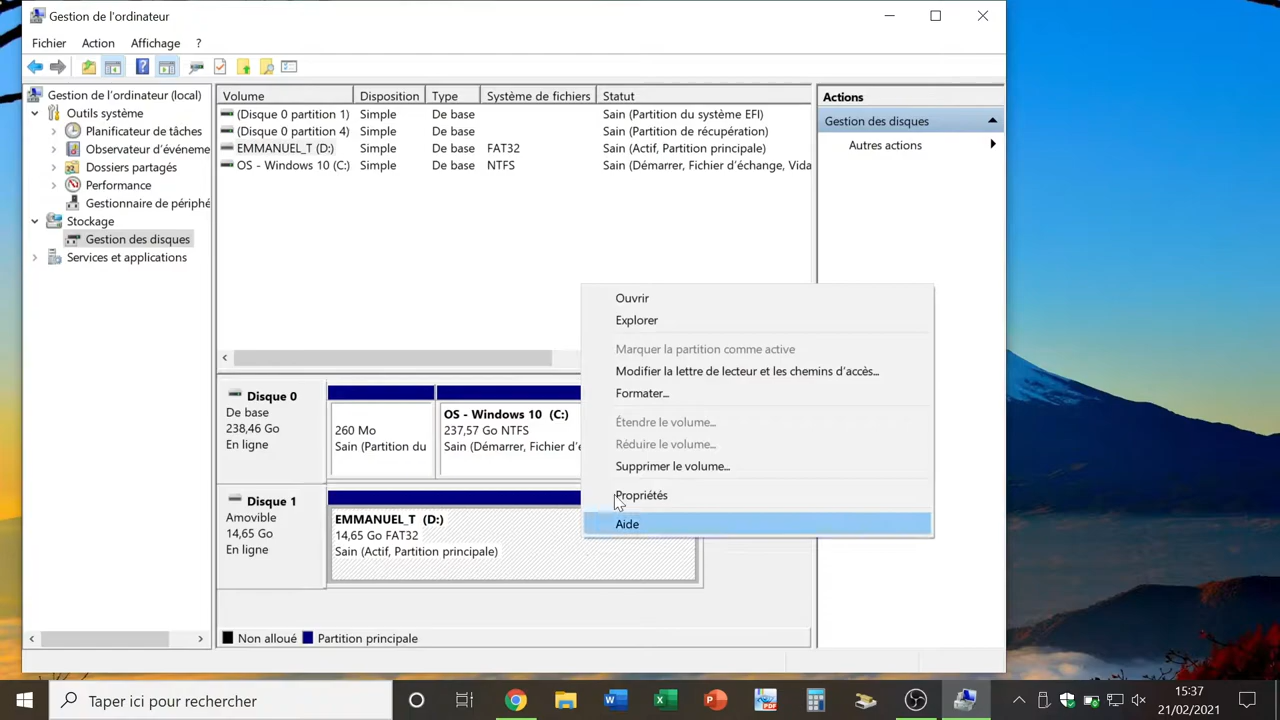 Gestion de l'ordinateur
Fichier Action Affichage ?
Gestion de l'ordinateur (local)
Outils système
Planificateur de tâches
Observateur d'événeme
Dossiers partagés
Performance
Gestionnaire de périphé
Stockage
Gestion des disques
Services et applications
Volume Disposition Type Système de fichiers Statut
(Disque 0 partition 1) Simple De base Sain (Partition du système EFI)
(Disque 0 partition 4) Simple De base Sain (Partition de récupération)
EMMANUEL_T (D:) Simple De base FAT32 Sain (Actif, Partition principale)
OS - Windows 10 (C:) Simple De base NTFS Sain (Démarrer, Fichier d'échange, Vida
Actions
Gestion des disques
Autres actions
Ouvrir
Explorer
Marquer la partition comme active
Modifier la lettre de lecteur et les chemins d'accès...
Formater...
Étendre le volume...
Réduire le volume...
Supprimer le volume...
Propriétés
Aide
Disque 0
De base
238,46 Go
En ligne
260 Mo
Sain (Partition du
OS - Windows 10 (C:)
237,57 Go NTFS
Sain (Démarrer, Fichier d'é
Disque 1
Amovible
14,65 Go
En ligne
EMMANUEL_T (D:)
14,65 Go FAT32
Sain (Actif, Partition principale)
Non alloué Partition principale
Taper ici pour rechercher
15:37
21/02/2021